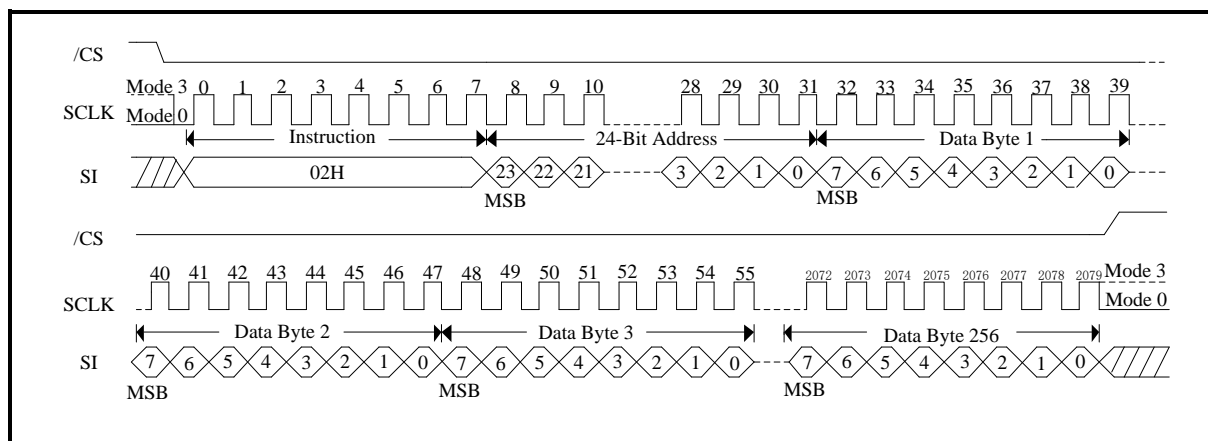 /CS
Mode 3 0 1 2 3 4 5 6 7 8 9 10 28 29 30 31 32 33 34 35 36 37 38 39
SCLK Mode 0
Instruction 24-Bit Address Data Byte 1
SI 02H 23 22 21 3 2 1 0 7 6 5 4 3 2 1 0
MSB MSB
/CS
40 41 42 43 44 45 46 47 48 49 50 51 52 53 54 55 2072 2073 2074 2075 2076 2077 2078 2079 Mode 3
SCLK Mode 0
Data Byte 2 Data Byte 3 Data Byte 256
SI 7 6 5 4 3 2 1 0 7 6 5 4 3 2 1 0 7 6 5 4 3 2 1 0
MSB MSB MSB